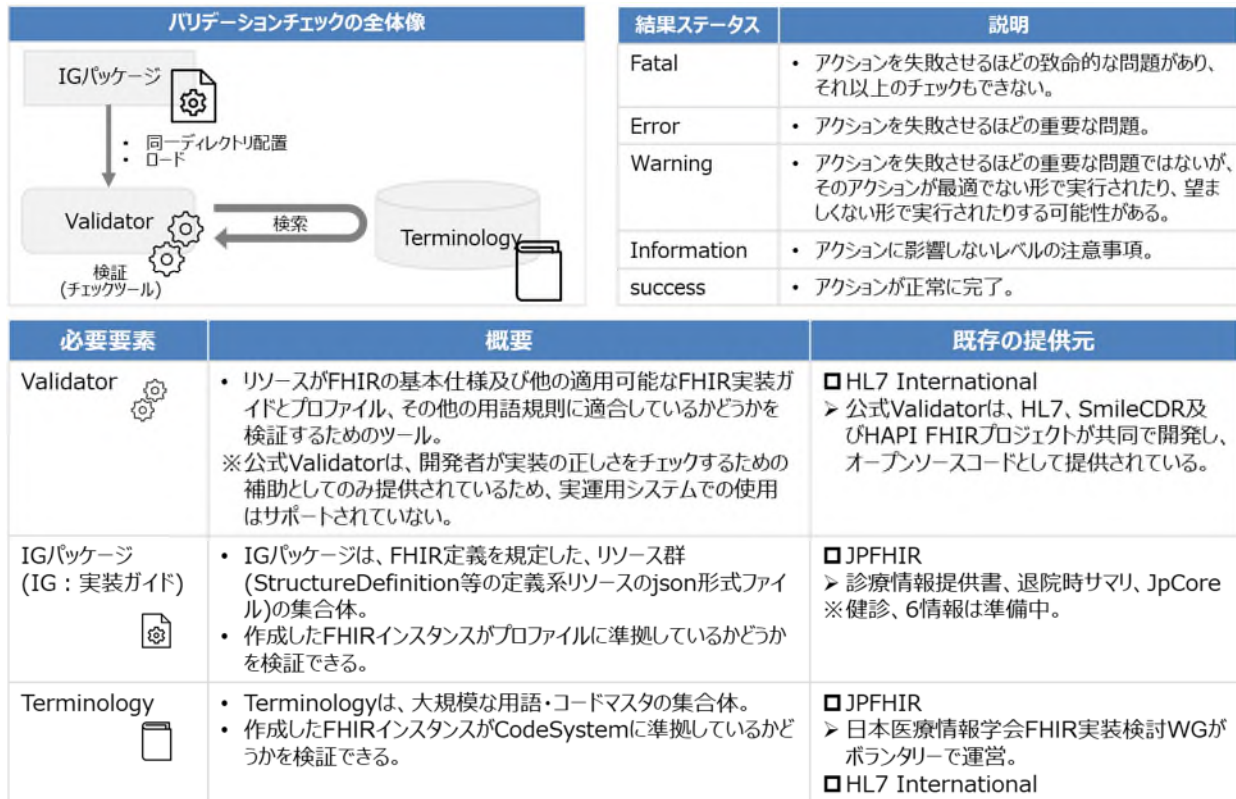 バリデーションチェックの全体像
IGパッケージ
• 同一ディレクトリ配置
• ロード
Validator
検索
Terminology
検証
(チェックツール)
結果ステータス
説明
Fatal
• アクションを失敗させるほどの致命的な問題があり、
それ以上のチェックもできない。
Error
• アクションを失敗させるほどの重要な問題。
Warning
• アクションを失敗させるほどの重要な問題ではないが、
そのアクションが最適でない形で実行されたり、望ま
しくない形で実行されたりする可能性がある。
Information
• アクションに影響しないレベルの注意事項。
success
• アクションが正常に完了。
必要要素
概要
既存の提供元
Validator
• リソースがFHIRの基本仕様及び他の適用可能なFHIR実装ガ
イドとプロファイル、その他の用語規則に適合しているかどうかを
検証するためのツール。
※公式Validatorは、開発者が実装の正しさをチェックするための
補助としてのみ提供されているため、実運用システムでの使用
はサポートされていない。
HL7 International
➢ 公式Validatorは、HL7、SmileCDR及
びHAPI FHIRプロジェクトが共同で開発し、
オープンソースコードとして提供されている。
IGパッケージ
(IG:実装ガイド)
• IGパッケージは、FHIR定義を規定した、リソース群
(StructureDefinition等の定義系リソースのjson形式ファイ
ル)の集合体。
• 作成したFHIRインスタンスがプロファイルに準拠しているかどうか
を検証できる。
JPFHIR
➢ 診療情報提供書、退院時サマリ、JpCore
※健診、6情報は準備中。
Terminology
• Terminologyは、大規模な用語・コードマスタの集合体。
• 作成したFHIRインスタンスがCodeSystemに準拠しているかど
うかを検証できる。
JPFHIR
➢ 日本医療情報学会FHIR実装検討WGが
ボランタリーで運営。
HL7 International